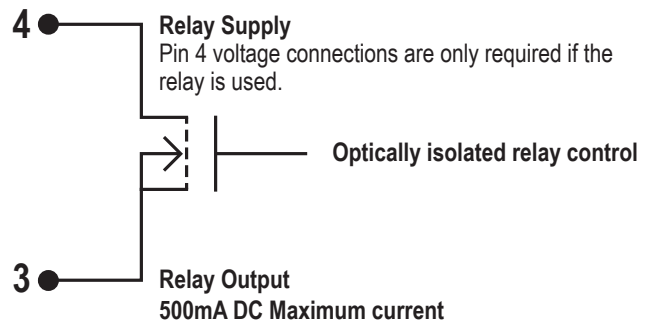 4 Relay Supply
Pin 4 voltage connections are only required if the
relay is used.
Optically isolated relay control
3 Relay Output
500mA DC Maximum current